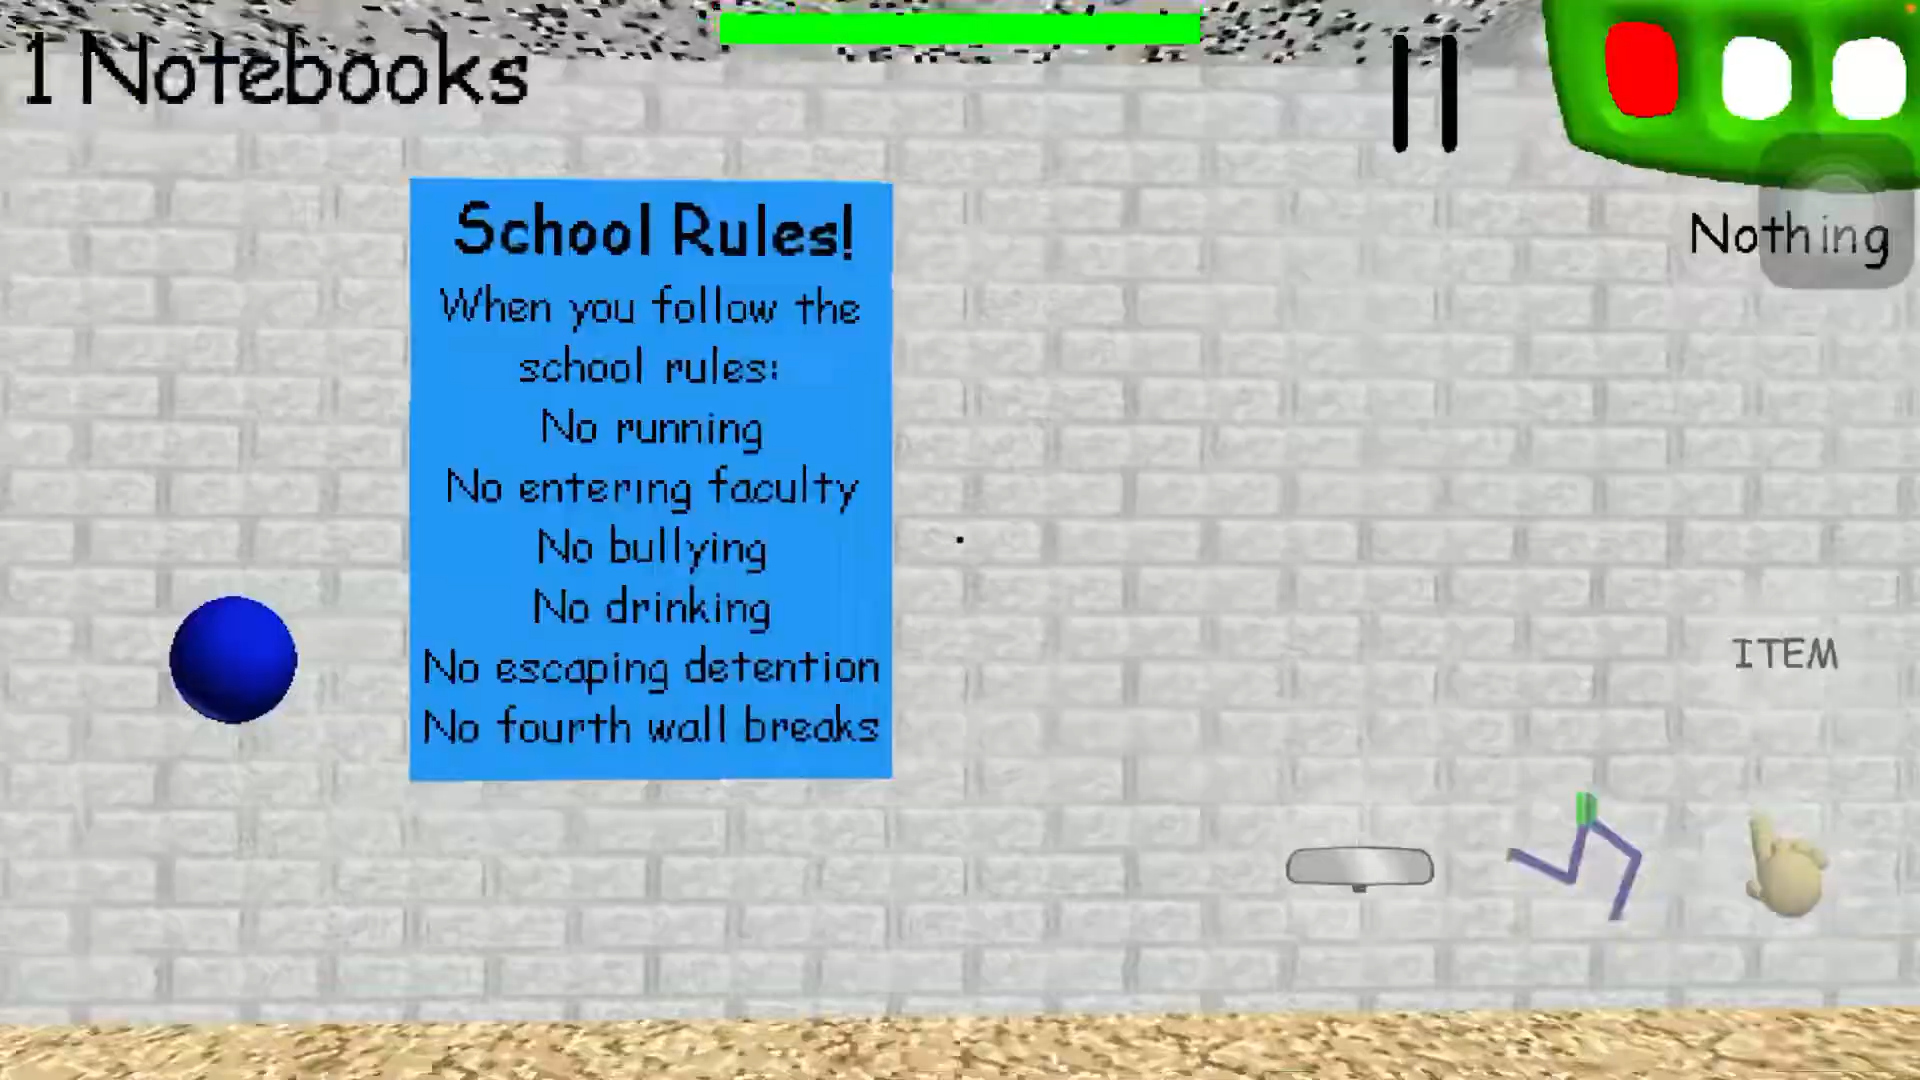 1 Notebooks
Nothing
School Rules!
When you follow the
school rules:
No running
No entering faculty
No bullying
No drinking
No escaping detention
No fourth wall breaks
ITEM